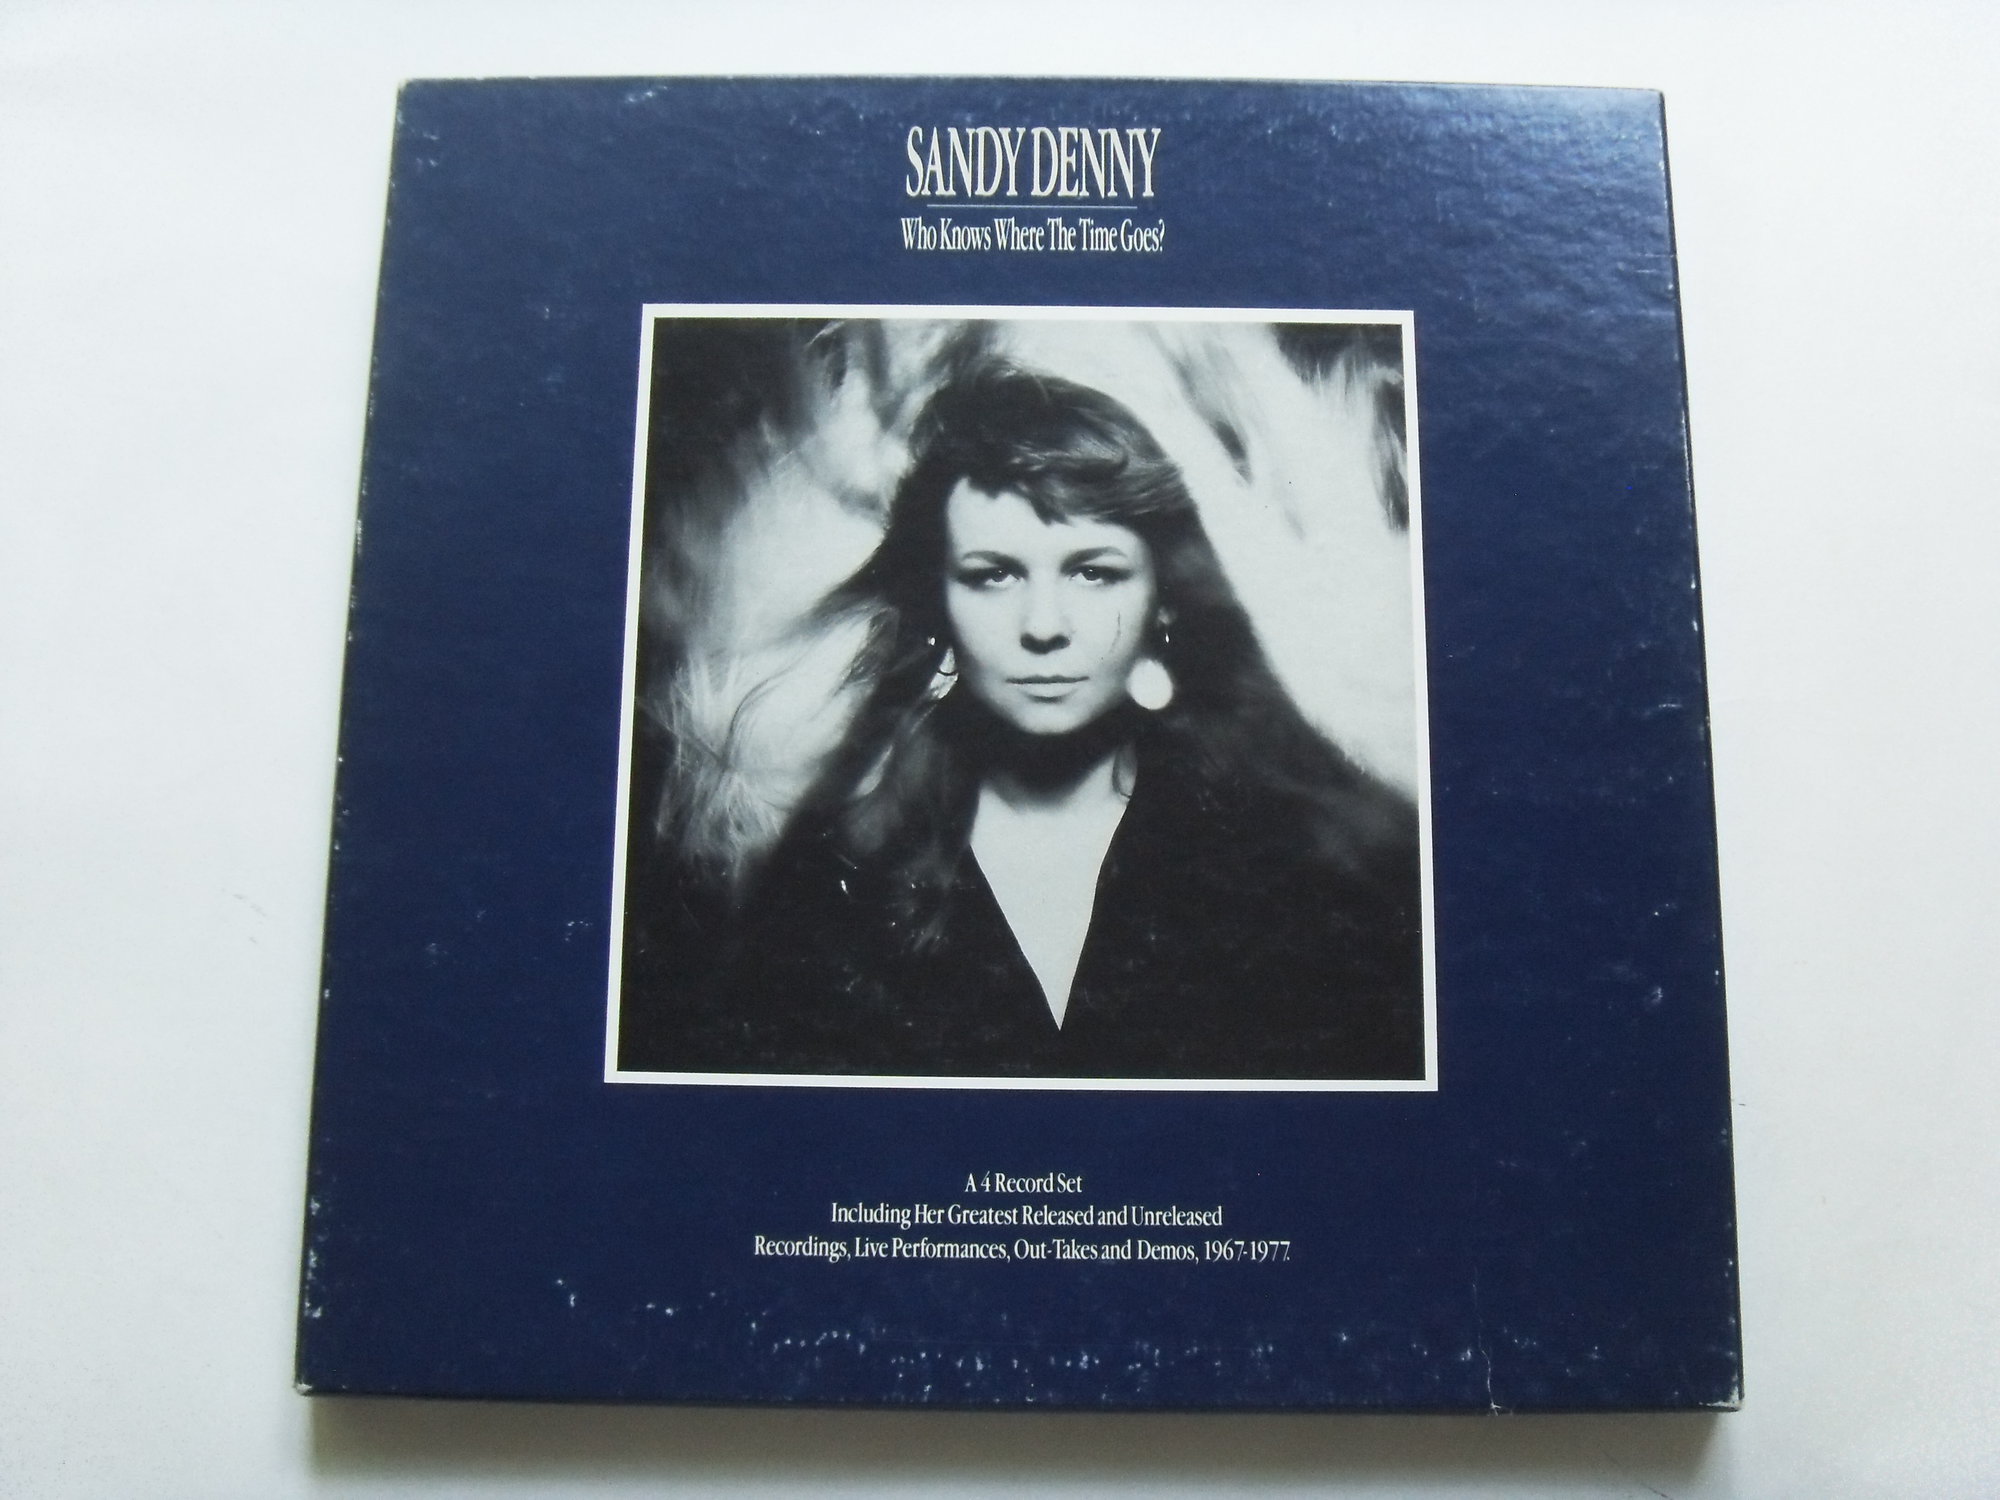 SANDY DENNY
Who Knows Where The Time Goes?
A 4 Record Set
Including Her Greatest Released and Unreleased
Recordings, Live Performances, Out-Takes and Demos, 1967-1977.